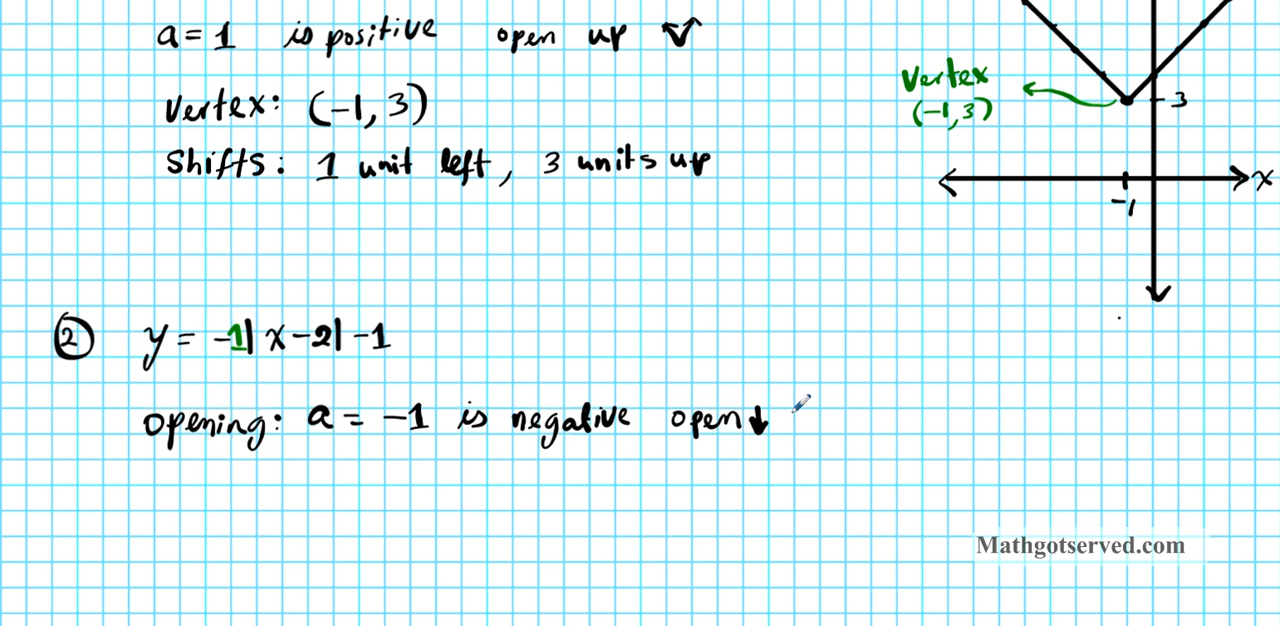 a = 1 is positive open up
Vertex: (-1, 3)
Shifts: 1 unit left, 3 units up
Vertex
(-1, 3)
3
x
-1
② y = -1|x-2|-1
opening: a = -1 is negative open ↓
Mathgotserved.com